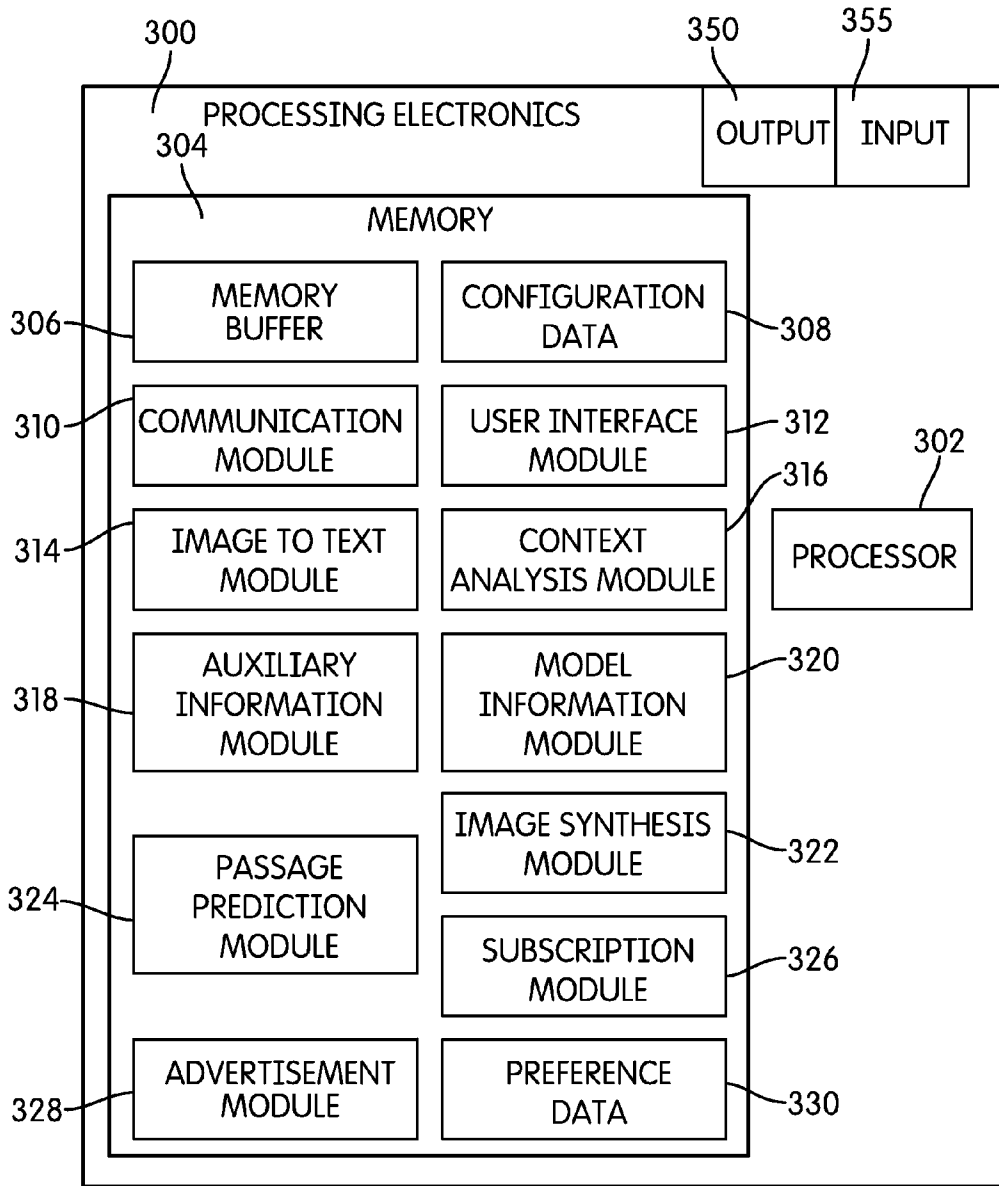 300
350
355
PROCESSING ELECTRONICS
OUTPUT
INPUT
304
MEMORY
MEMORY
BUFFER
306
CONFIGURATION
DATA
308
COMMUNICATION
MODULE
310
USER INTERFACE
MODULE
312
IMAGE TO TEXT
MODULE
314
CONTEXT
ANALYSIS MODULE
316
302
PROCESSOR
AUXILIARY
INFORMATION
MODULE
318
MODEL
INFORMATION
MODULE
320
IMAGE SYNTHESIS
MODULE
322
PASSAGE
PREDICTION
MODULE
324
SUBSCRIPTION
MODULE
326
ADVERTISEMENT
MODULE
328
PREFERENCE
DATA
330